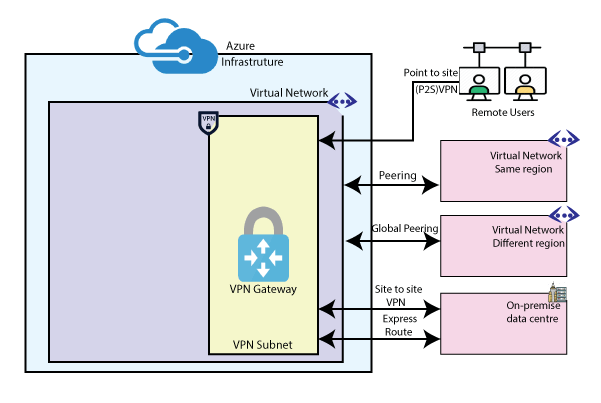 Azure
Infrastruture
Virtual Network
VPN
VPN Gateway
VPN Subnet
Point to site
(P2S)VPN
Remote Users
Peering
Virtual Network
Same region
Global Peering
Virtual Network
Different region
Site to site
VPN
Express
Route
On-premise
data centre